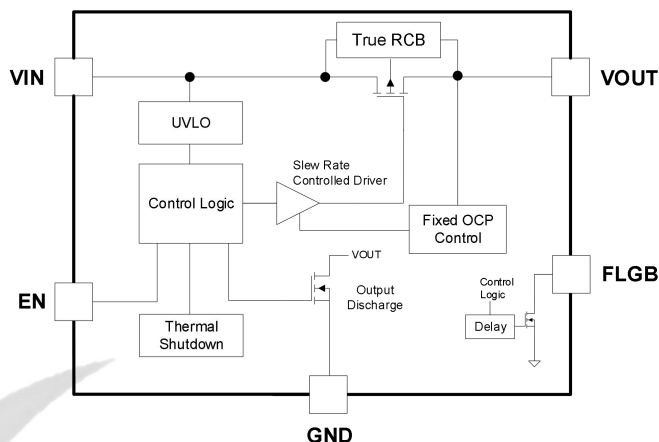 True RCB
VIN
VOUT
UVLO
Slew Rate
Controlled Driver
Control Logic
Fixed OCP
Control
VOUT
FLGB
Control
Logic
EN
Output
Discharge
Delay
Thermal
Shutdown
GND